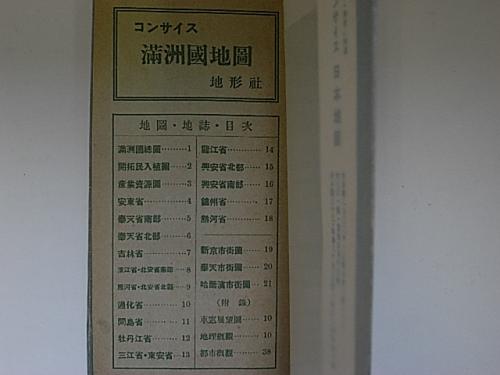 コンサイス
滿洲國地圖
地形社
地圖・地誌・目次
滿洲國總圖………1
開拓民入植圖……2
産業資源圖………3
安東省……………4
奉天省南部………5
奉天省北部………6
吉林省……………7
濱江省・北安省南部…8
黑河省・北安省北部…9
通化省……………10
間島省……………11
牡丹江省…………12
三江省・東安省…13
龍江省……………14
興安省北部………15
興安省南部………16
錦州省……………17
熱河省……………18
新京市街圖………19
奉天市街圖………20
哈爾濱市街圖……21
(附錄)
車窓展望圖………10
地理概觀…………10
都市概觀…………38